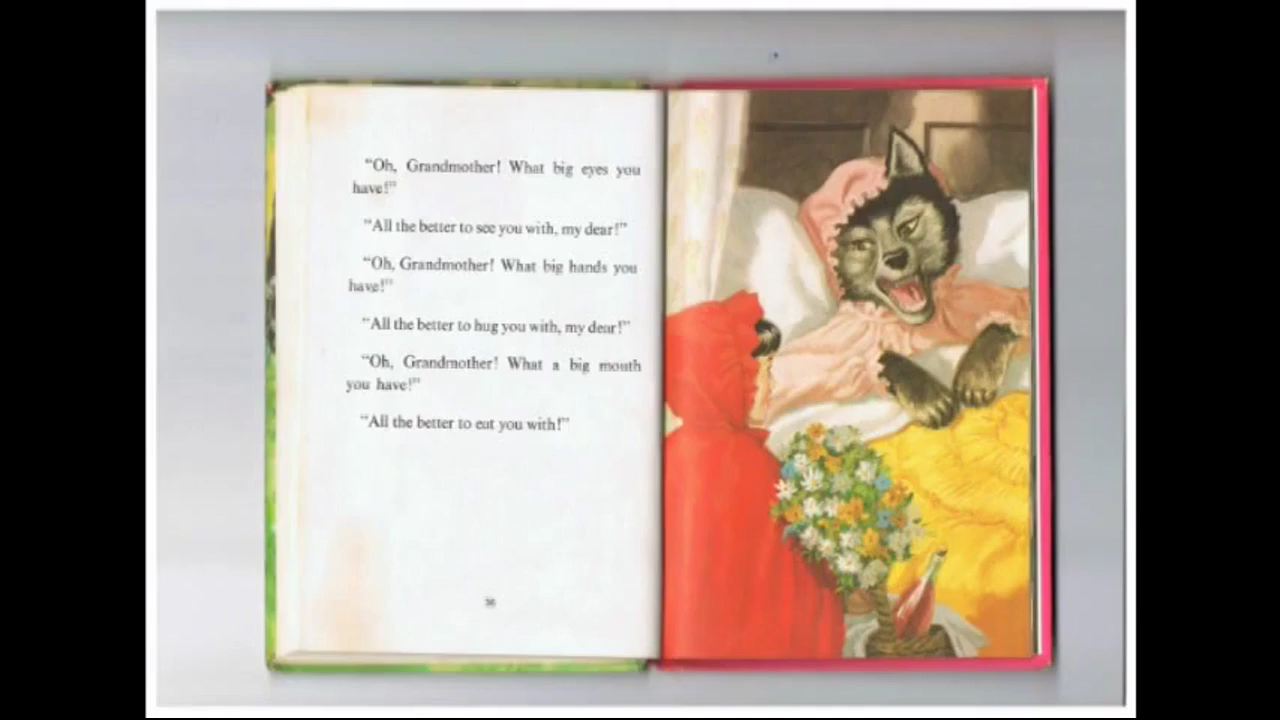 “Oh, Grandmother! What big eyes you
have!”
“All the better to see you with, my dear!”
“Oh, Grandmother! What big hands you
have!”
“All the better to hug you with, my dear!”
“Oh, Grandmother! What a big mouth
you have!”
“All the better to eat you with!”